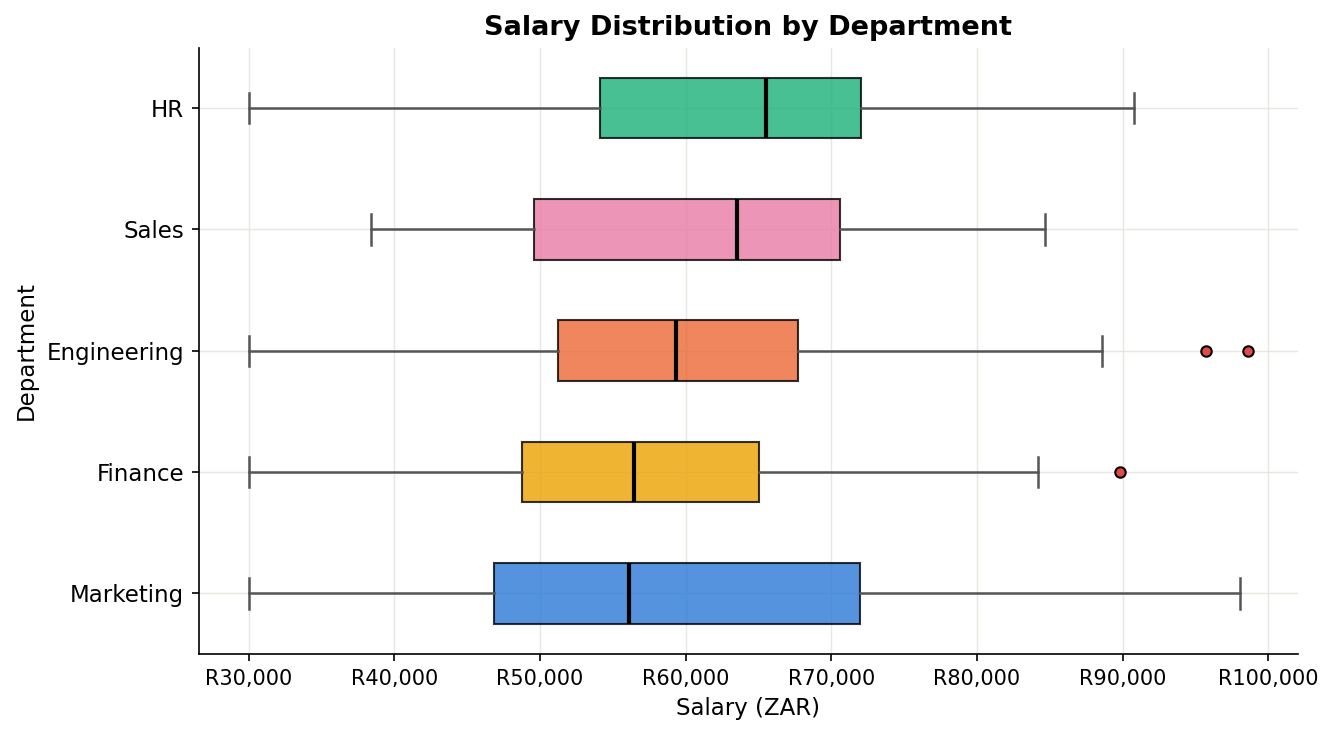 Salary Distribution by Department
Department
HR
Sales
Engineering
Finance
Marketing
R30,000 R40,000 R50,000 R60,000 R70,000 R80,000 R90,000 R100,000
Salary (ZAR)